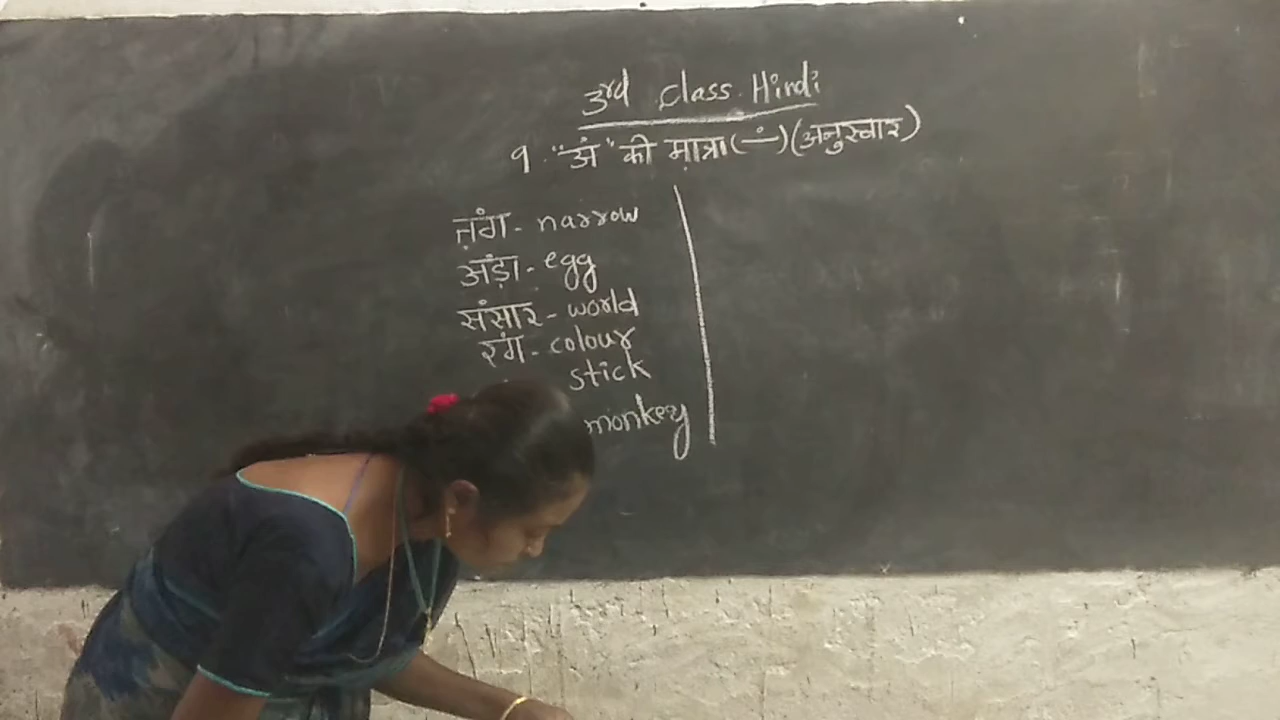 3rd class Hindi
9. "अं" की मात्रा (—ं) (अनुस्वार)
तंग - narrow
अंड़ा - egg
संसार - world
रंग - colour
stick
monkey